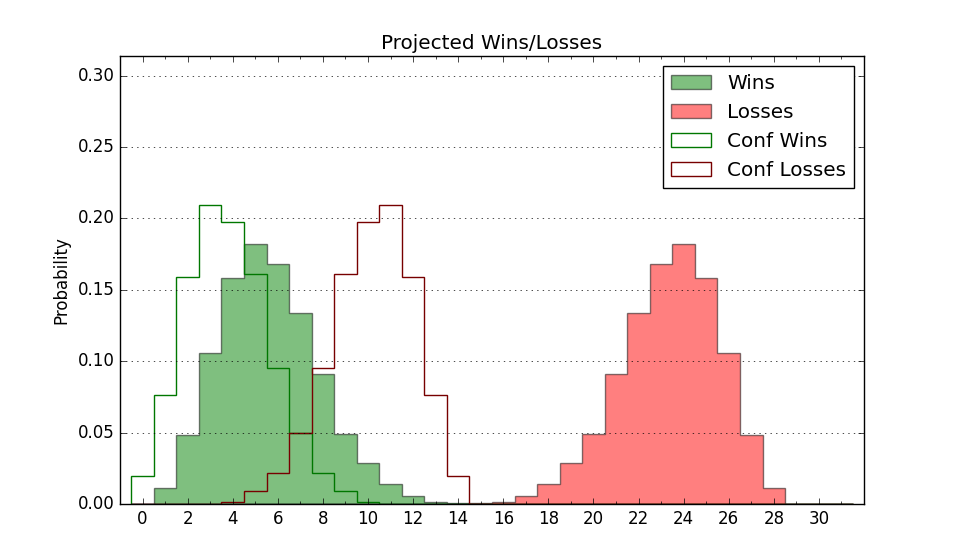 Projected Wins/Losses
Wins
Losses
Conf Wins
Conf Losses
Probability
0.30
0.25
0.20
0.15
0.10
0.05
0.00
0 2 4 6 8 10 12 14 16 18 20 22 24 26 28 30